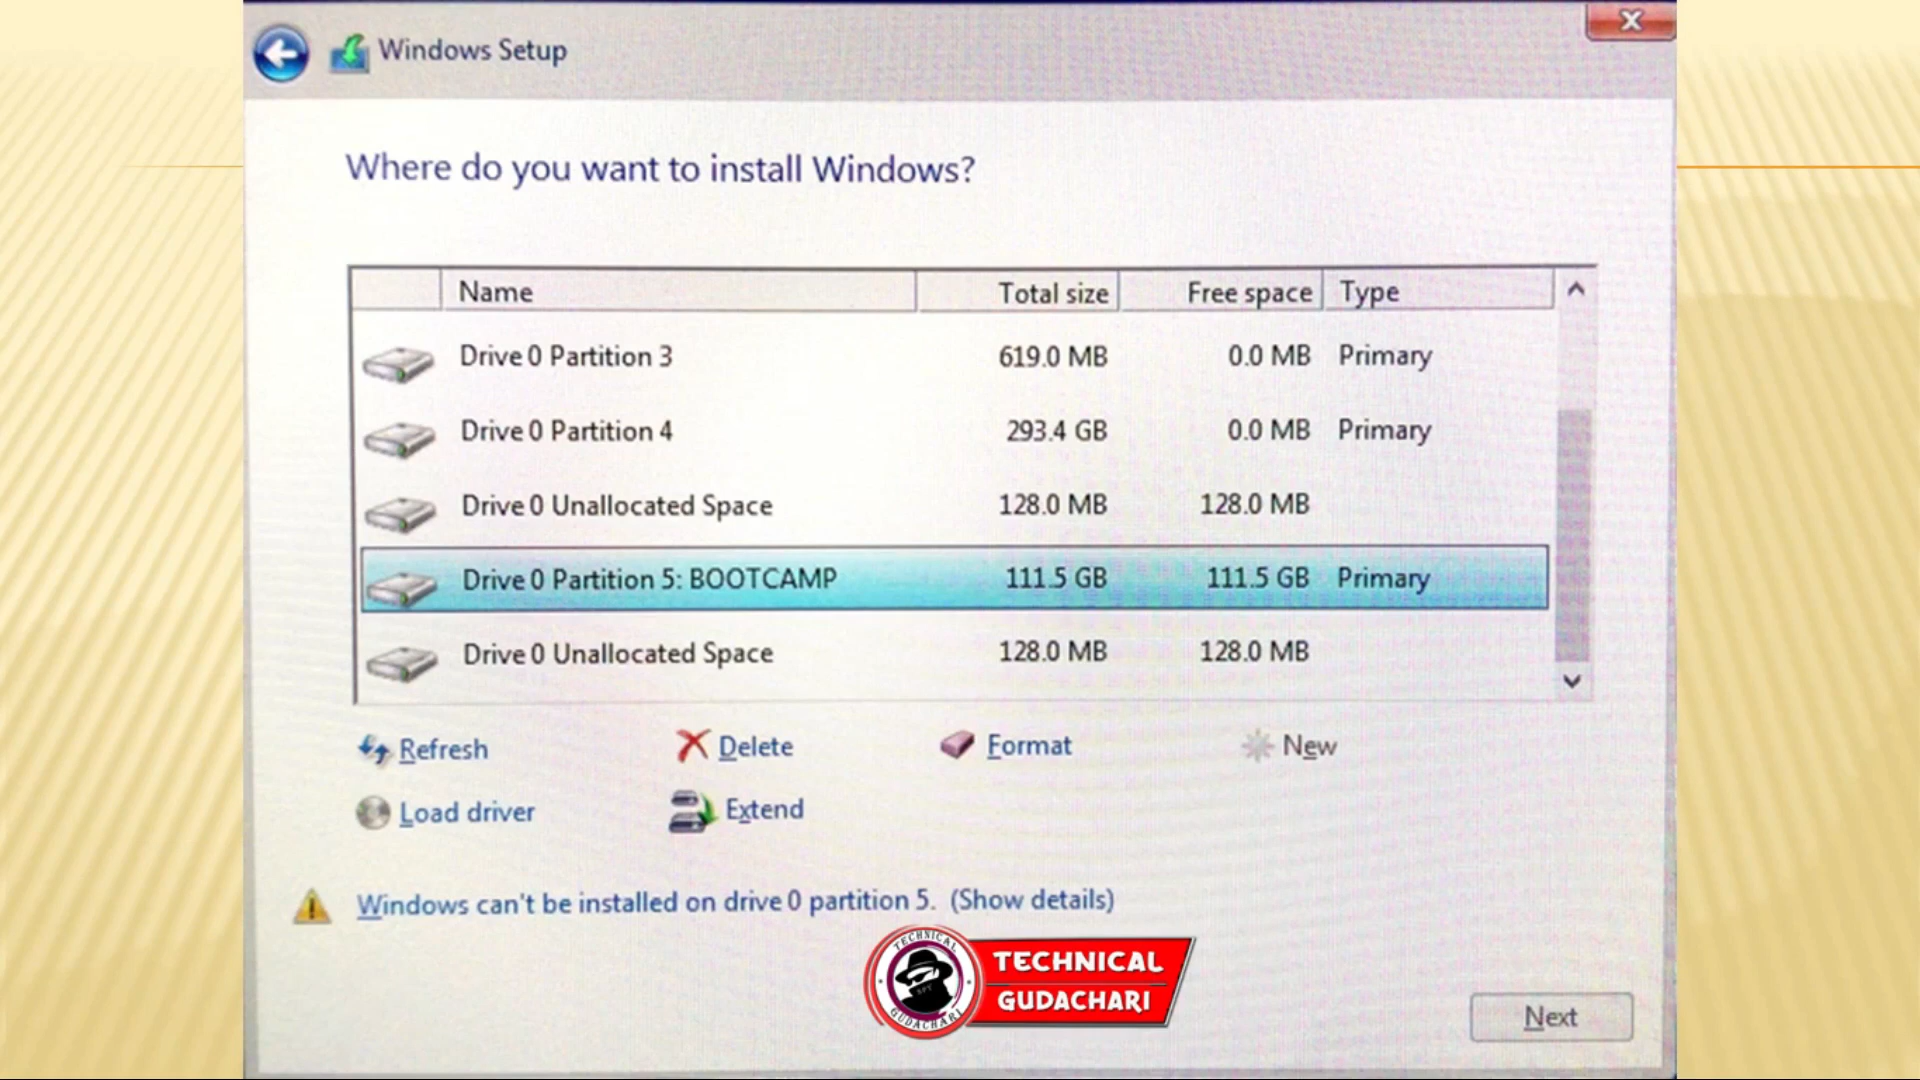 Windows Setup
Where do you want to install Windows?
Name Total size Free space Type
Drive 0 Partition 3 619.0 MB 0.0 MB Primary
Drive 0 Partition 4 293.4 GB 0.0 MB Primary
Drive 0 Unallocated Space 128.0 MB 128.0 MB
Drive 0 Partition 5: BOOTCAMP 111.5 GB 111.5 GB Primary
Drive 0 Unallocated Space 128.0 MB 128.0 MB
Refresh Delete Format New
Load driver Extend
Windows can't be installed on drive 0 partition 5. (Show details)
TECHNICAL
SPY
GUDACHARI
TECHNICAL
GUDACHARI
Next